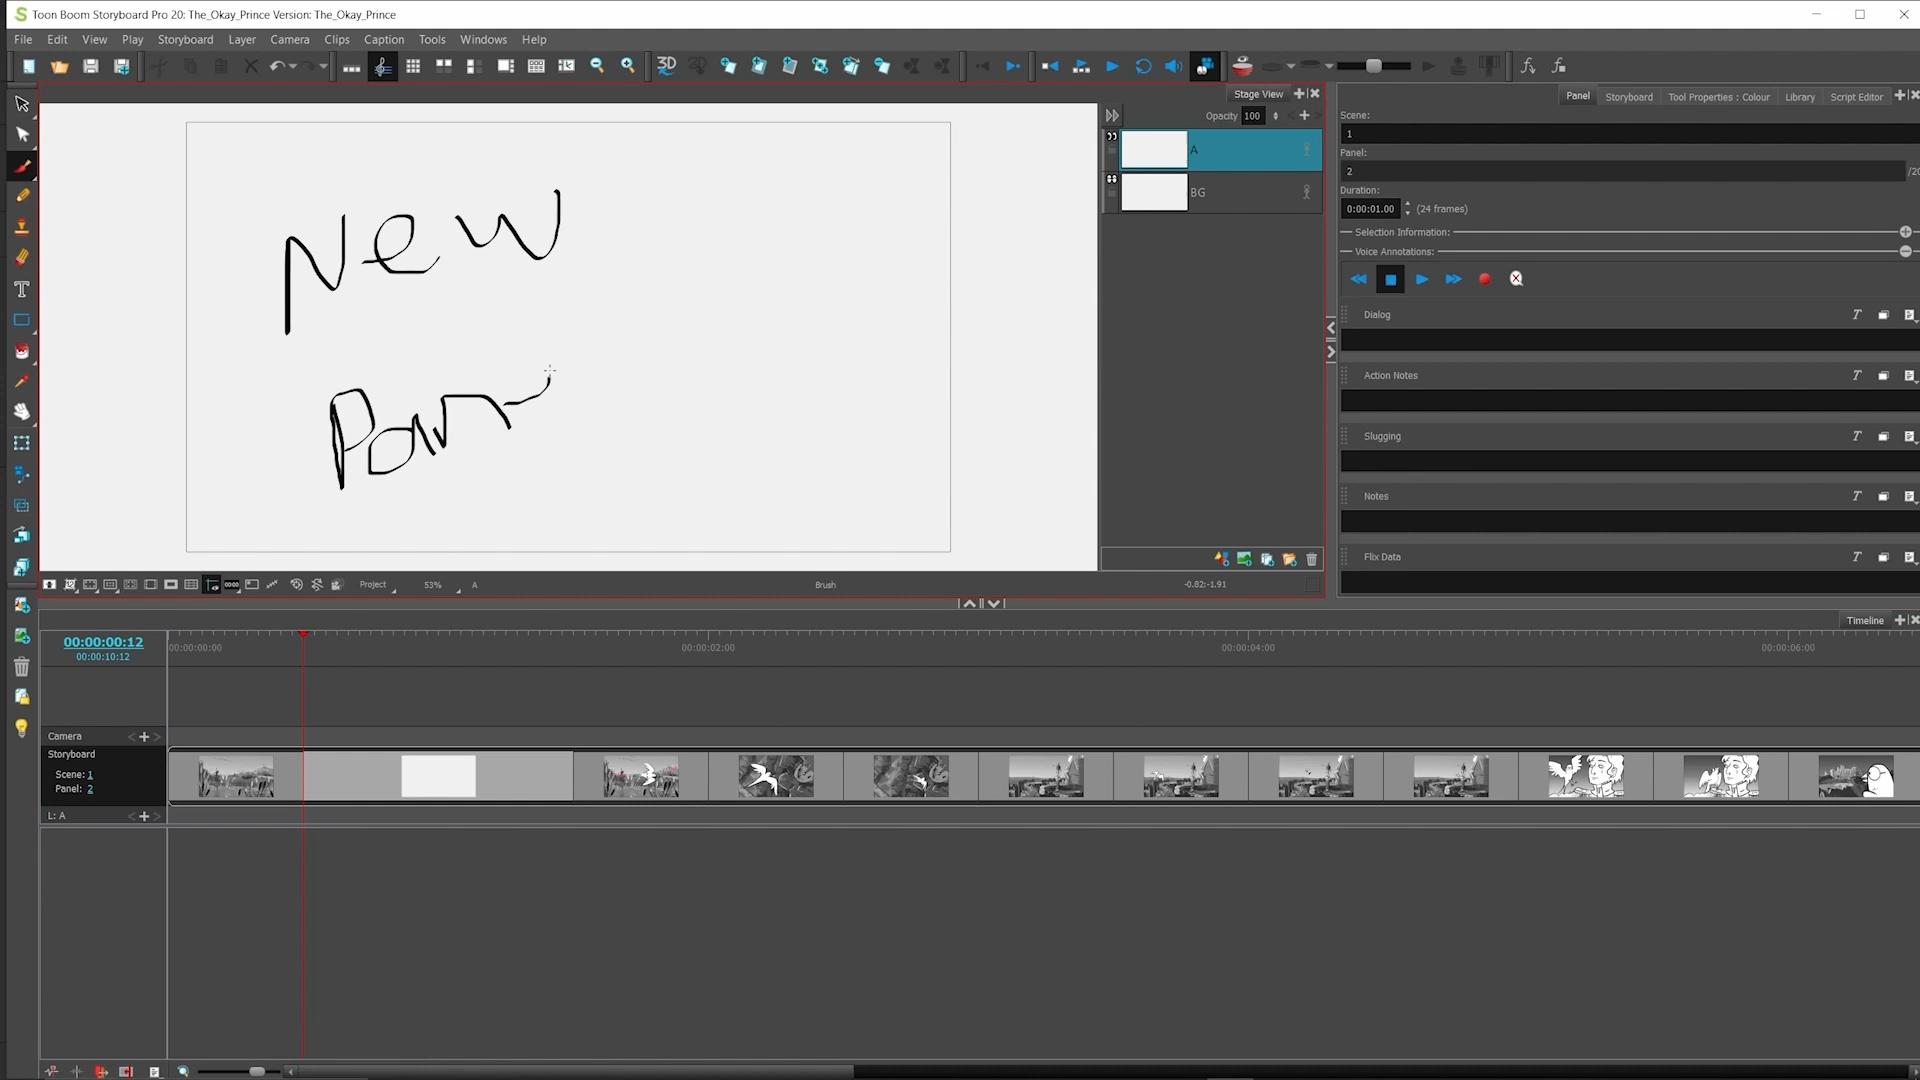 Toon Boom Storyboard Pro 20: The_Okay_Prince Version: The_Okay_Prince
File Edit View Play Storyboard Layer Camera Clips Caption Tools Windows Help
3D
Stage View
Opacity 100
A
BG
New
Project 53% A Brush -0.82:-1.91
Panel Storyboard Tool Properties : Colour Library Script Editor
Scene:
1
Panel:
2
Duration:
0:00:01.00 (24 frames)
Selection Information:
Voice Annotations:
Dialog
Action Notes
Slugging
Notes
Flix Data
Timeline
00:00:00:12
00:00:10:12
00:00:00:00 00:00:02:00 00:00:04:00 00:00:06:00
Camera
Storyboard
Scene: 1
Panel: 2
L: A